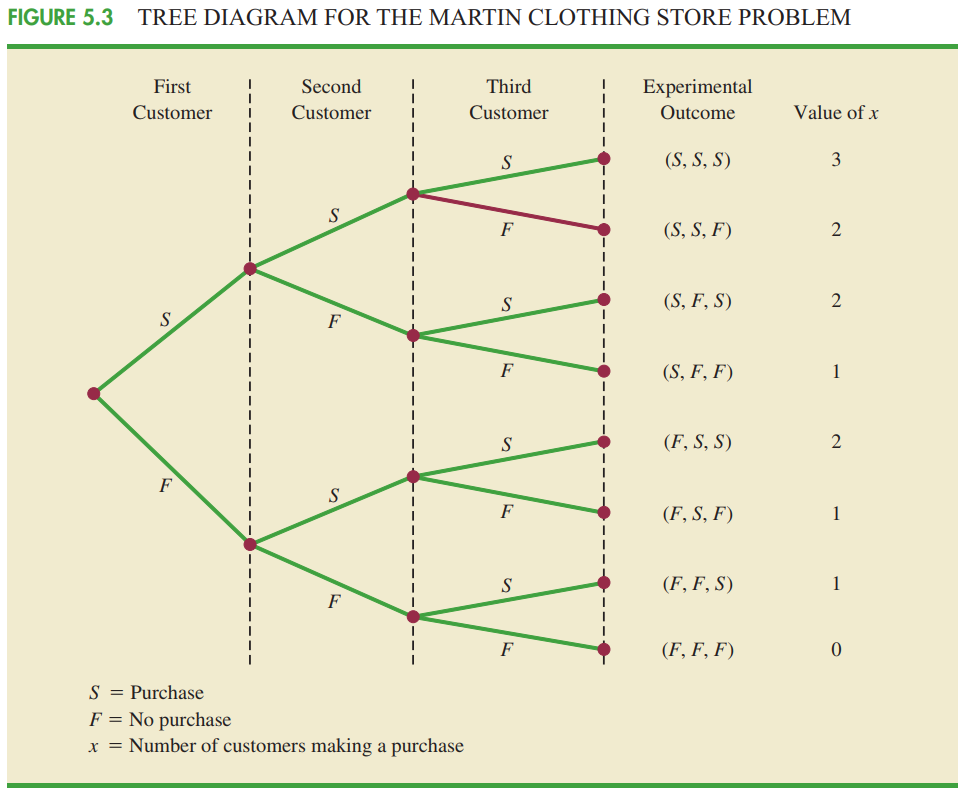 FIGURE 5.3 TREE DIAGRAM FOR THE MARTIN CLOTHING STORE PROBLEM
First Second Third Experimental
Customer Customer Customer Outcome Value of x
S (S, S, S) 3
S F (S, S, F) 2
S F S (S, F, S) 2
F (S, F, F) 1
S (F, S, S) 2
F S F (F, S, F) 1
F S (F, F, S) 1
F (F, F, F) 0
S = Purchase
F = No purchase
x = Number of customers making a purchase